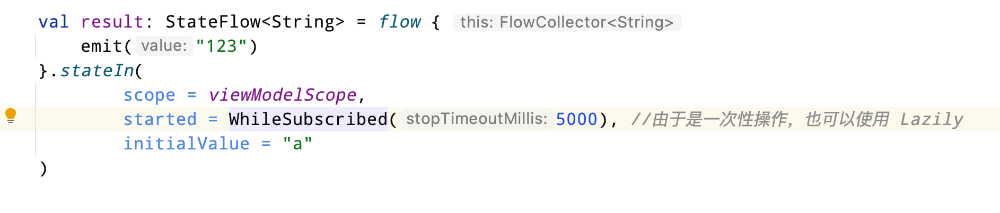 val result: StateFlow<String> = flow { this: FlowCollector<String>
emit( value: "123")
}.stateIn(
scope = viewModelScope,
started = WhileSubscribed( stopTimeoutMillis: 5000), //由于是一次性操作，也可以使用 Lazily
initialValue = "a"
)